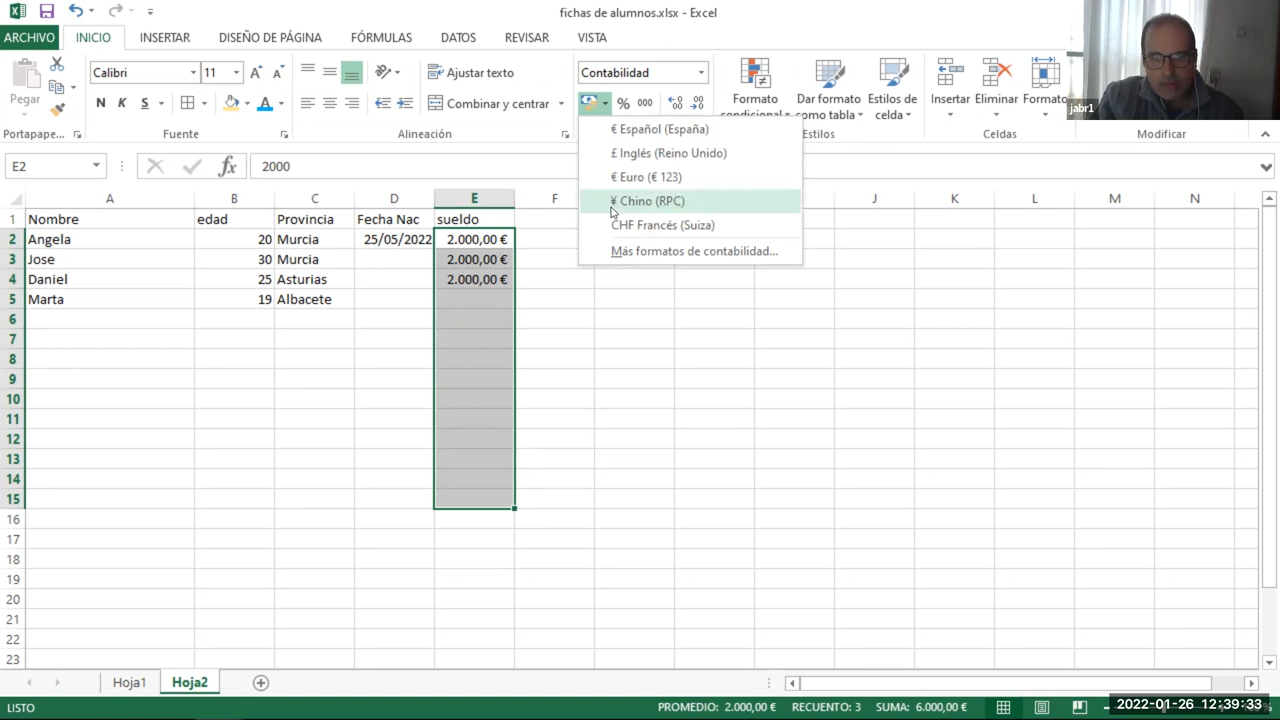 fichas de alumnos.xlsx - Excel
ARCHIVO INICIO INSERTAR DISEÑO DE PÁGINA FÓRMULAS DATOS REVISAR VISTA
jabr1
Pegar
Calibri 11
Ajustar texto
Contabilidad
N K S
Combinar y centrar
% 000
Formato condicional
Dar formato como tabla
Estilos de celda
Insertar Eliminar Formato
Portapape... Fuente Alineación Estilos Celdas Modificar
€ Español (España)
£ Inglés (Reino Unido)
€ Euro (€ 123)
¥ Chino (RPC)
CHF Francés (Suiza)
Más formatos de contabilidad...
E2 fx 2000
A B C D E F J K L M N
1 Nombre edad Provincia Fecha Nac sueldo
2 Angela 20 Murcia 25/05/2022 2.000,00 €
3 Jose 30 Murcia 2.000,00 €
4 Daniel 25 Asturias 2.000,00 €
5 Marta 19 Albacete
6
7
8
9
10
11
12
13
14
15
16
17
18
19
20
21
22
23
Hoja1 Hoja2
LISTO PROMEDIO: 2.000,00 € RECUENTO: 3 SUMA: 6.000,00 €
2022-01-26 12:39:33